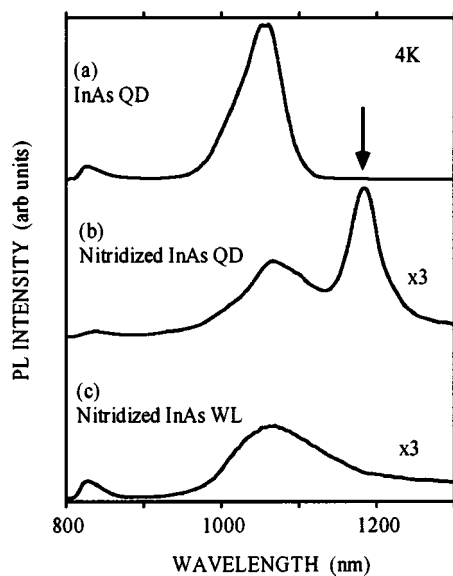 (a)
InAs QD
4K
(b)
Nitridized InAs QD
x3
(c)
Nitridized InAs WL
x3
PL INTENSITY (arb units)
800
1000
1200
WAVELENGTH (nm)